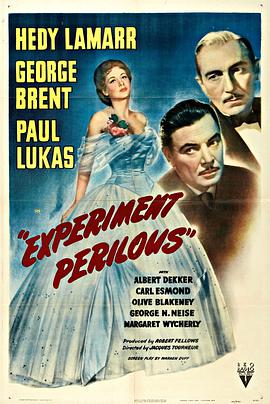 HEDY LAMARR
GEORGE
BRENT
PAUL
LUKAS
"EXPERIMENT
PERILOUS"
WITH
ALBERT DEKKER
CARL ESMOND
OLIVE BLAKENEY
GEORGE N. NEISE
MARGARET WYCHERLY
Produced by ROBERT FELLOWS
Directed by JACQUES TOURNEUR
SCREEN PLAY BY WARREN DUFF
RKO
RADIO